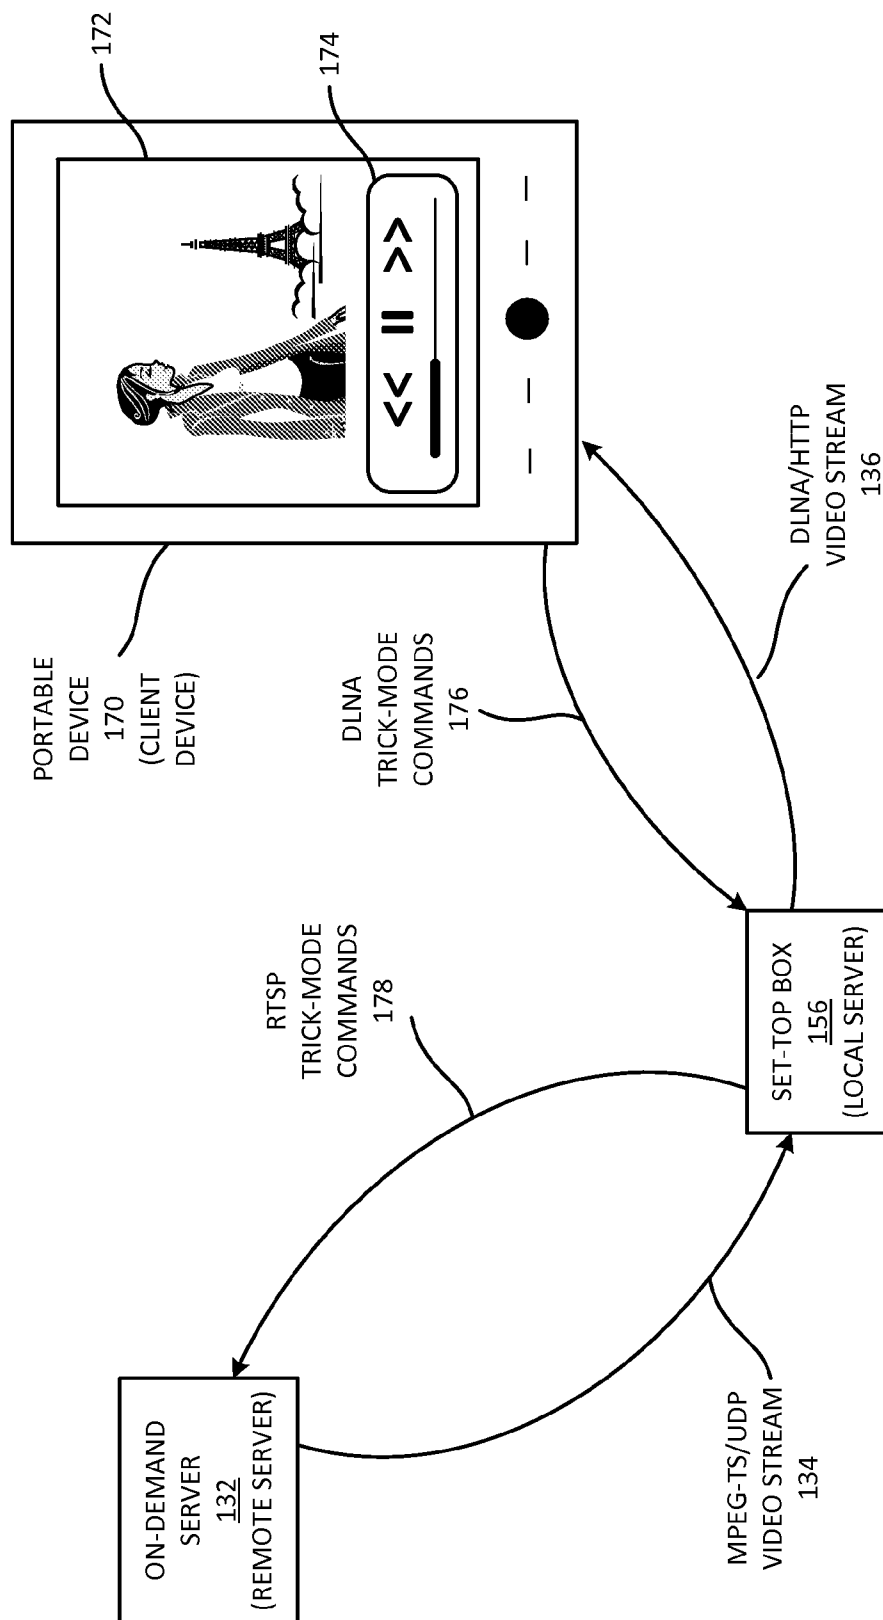 172
174
PORTABLE
DEVICE
170
(CLIENT
DEVICE)
DLNA
TRICK-MODE
COMMANDS
176
DLNA/HTTP
VIDEO STREAM
136
RTSP
TRICK-MODE
COMMANDS
178
SET-TOP BOX
156
(LOCAL SERVER)
ON-DEMAND
SERVER
132
(REMOTE SERVER)
MPEG-TS/UDP
VIDEO STREAM
134